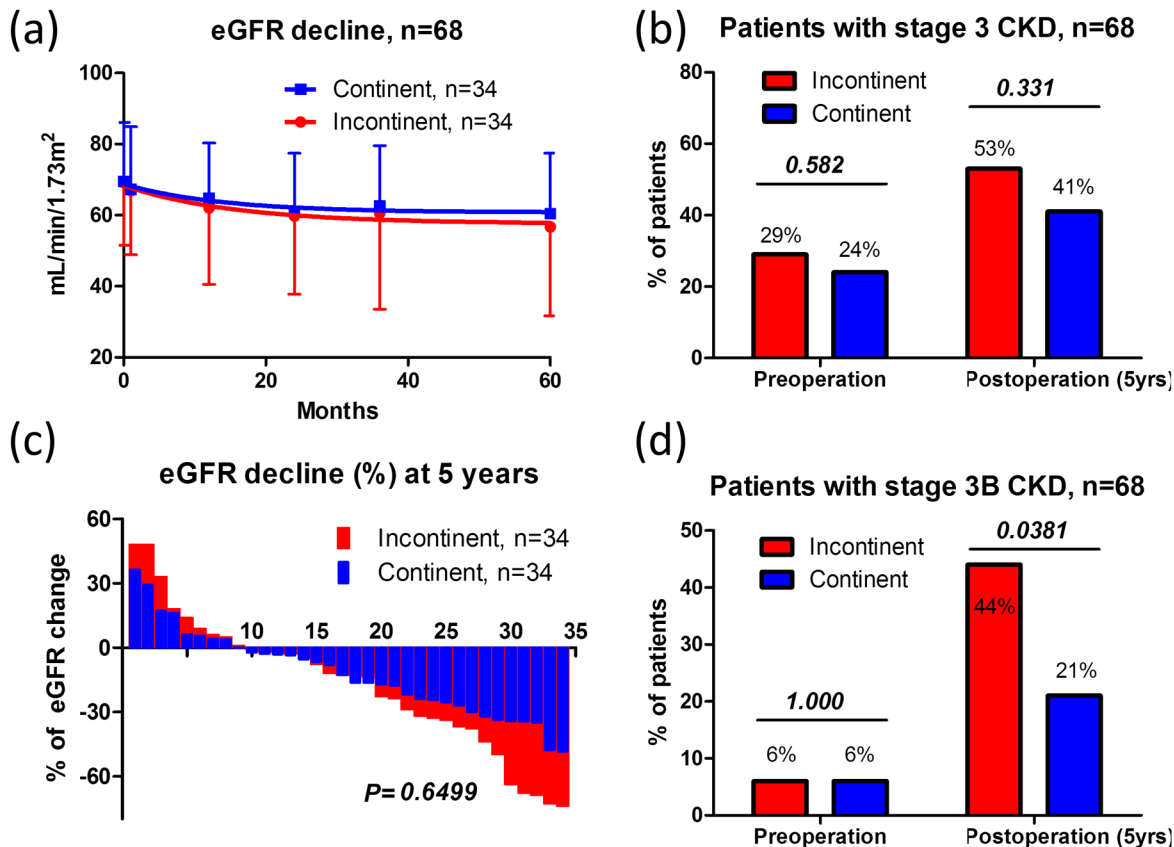 (a)
eGFR decline, n=68
Continent, n=34
Incontinent, n=34
mL/min/1.73m²
100
80
60
40
20
0
20
40
60
Months
(b)
Patients with stage 3 CKD, n=68
Incontinent
Continent
% of patients
80
60
40
20
0
0.582
29%
24%
0.331
53%
41%
Preoperation
Postoperation (5yrs)
(c)
eGFR decline (%) at 5 years
Incontinent, n=34
Continent, n=34
% of eGFR change
60
30
0
-30
-60
10
15
20
25
30
35
P= 0.6499
(d)
Patients with stage 3B CKD, n=68
Incontinent
Continent
% of patients
50
40
30
20
10
0
1.000
6%
6%
0.0381
44%
21%
Preoperation
Postoperation (5yrs)